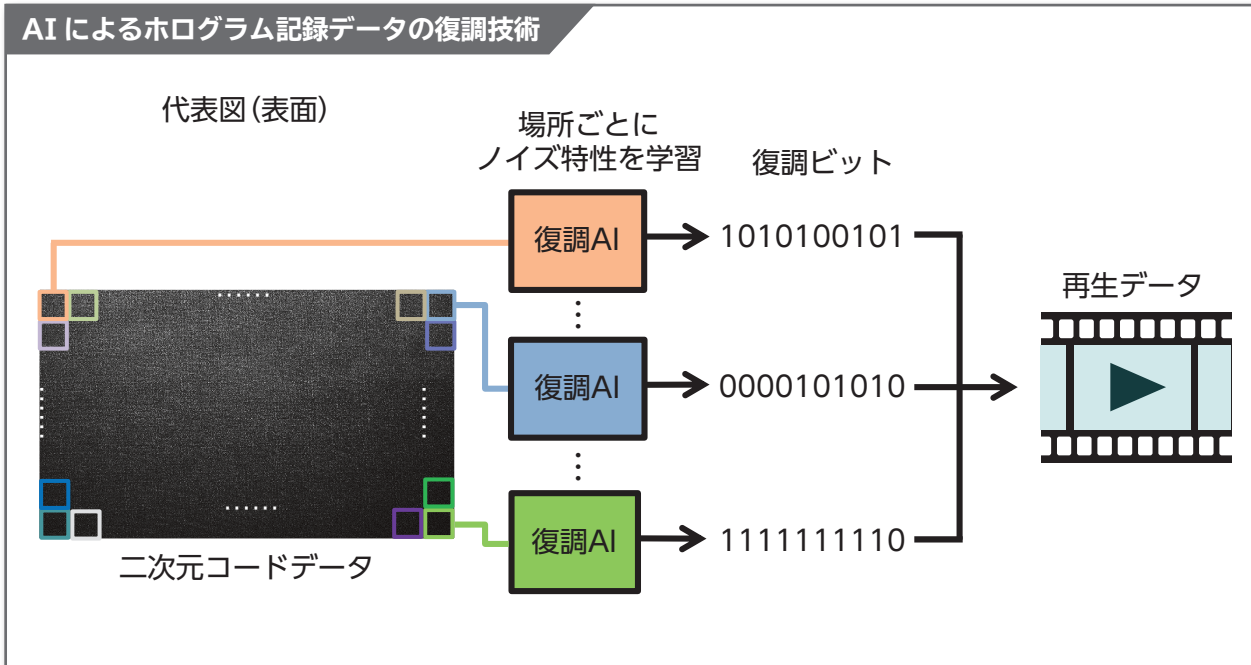 AIによるホログラム記録データの復調技術
代表図(表面)
場所ごとに
ノイズ特性を学習
復調ビット
復調AI
1010100101
再生データ
復調AI
0000101010
復調AI
1111111110
二次元コードデータ